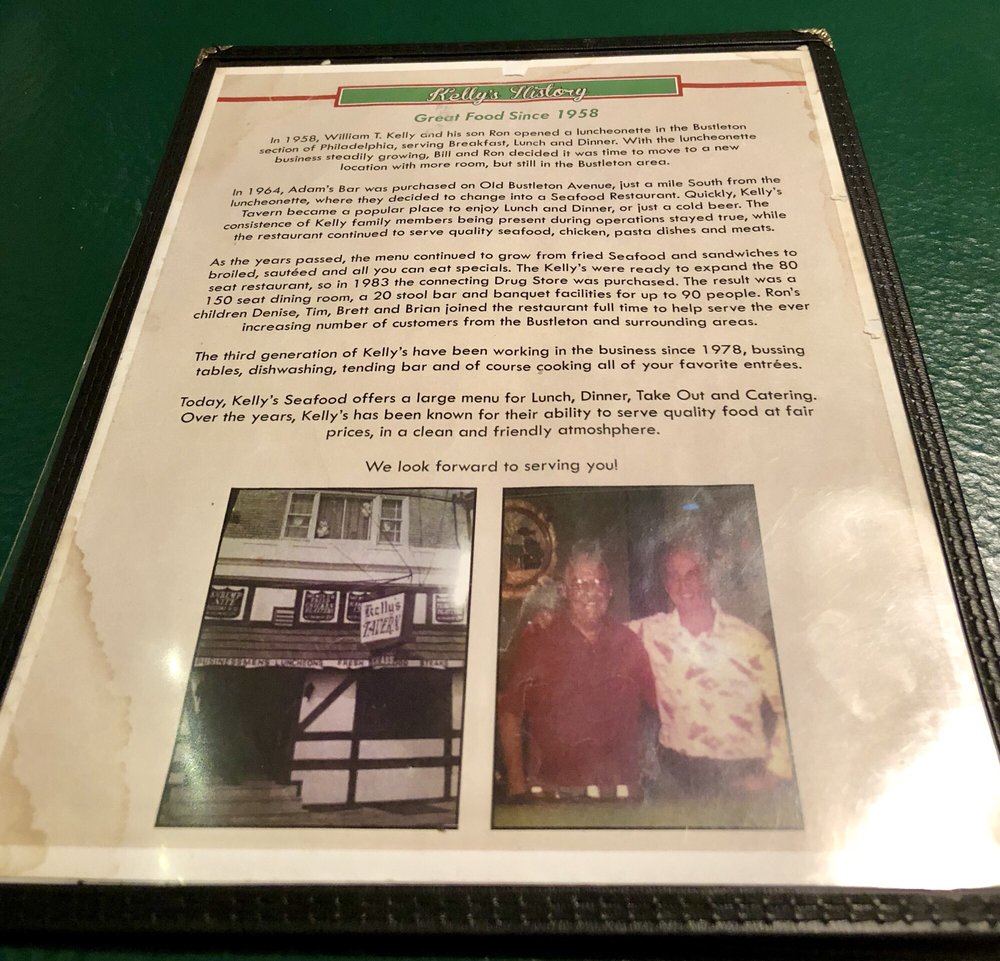 Kelly's History
Great Food Since 1958
In 1958, William T. Kelly and his son Ron opened a luncheonette in the Bustleton
section of Philadelphia, serving Breakfast, Lunch and Dinner. With the luncheonette
business steadily growing, Bill and Ron decided it was time to move to a new
location with more room, but still in the Bustleton area.
In 1964, Adam's Bar was purchased on Old Bustleton Avenue, just a mile South from the
luncheonette, where they decided to change into a Seafood Restaurant. Quickly, Kelly's
Tavern became a popular place to enjoy Lunch and Dinner, or just a cold beer. The
consistence of Kelly family members being present during operations stayed true, while
the restaurant continued to serve quality seafood, chicken, pasta dishes and meats.
As the years passed, the menu continued to grow from fried Seafood and sandwiches to
broiled, sautéed and all you can eat specials. The Kelly's were ready to expand the 80
seat restaurant, so in 1983 the connecting Drug Store was purchased. The result was a
150 seat dining room, a 20 stool bar and banquet facilities for up to 90 people. Ron's
children Denise, Tim, Brett and Brian joined the restaurant full time to help serve the ever
increasing number of customers from the Bustleton and surrounding areas.
The third generation of Kelly's have been working in the business since 1978, bussing
tables, dishwashing, tending bar and of course cooking all of your favorite entrées.
Today, Kelly's Seafood offers a large menu for Lunch, Dinner, Take Out and Catering.
Over the years, Kelly's has been known for their ability to serve quality food at fair
prices, in a clean and friendly atmoshphere.
We look forward to serving you!
SHRIMP
NITE
Kelly's
TAVERN
BUSINESSMEN'S LUNCHEONS FRESH SEAFOOD STEAKS